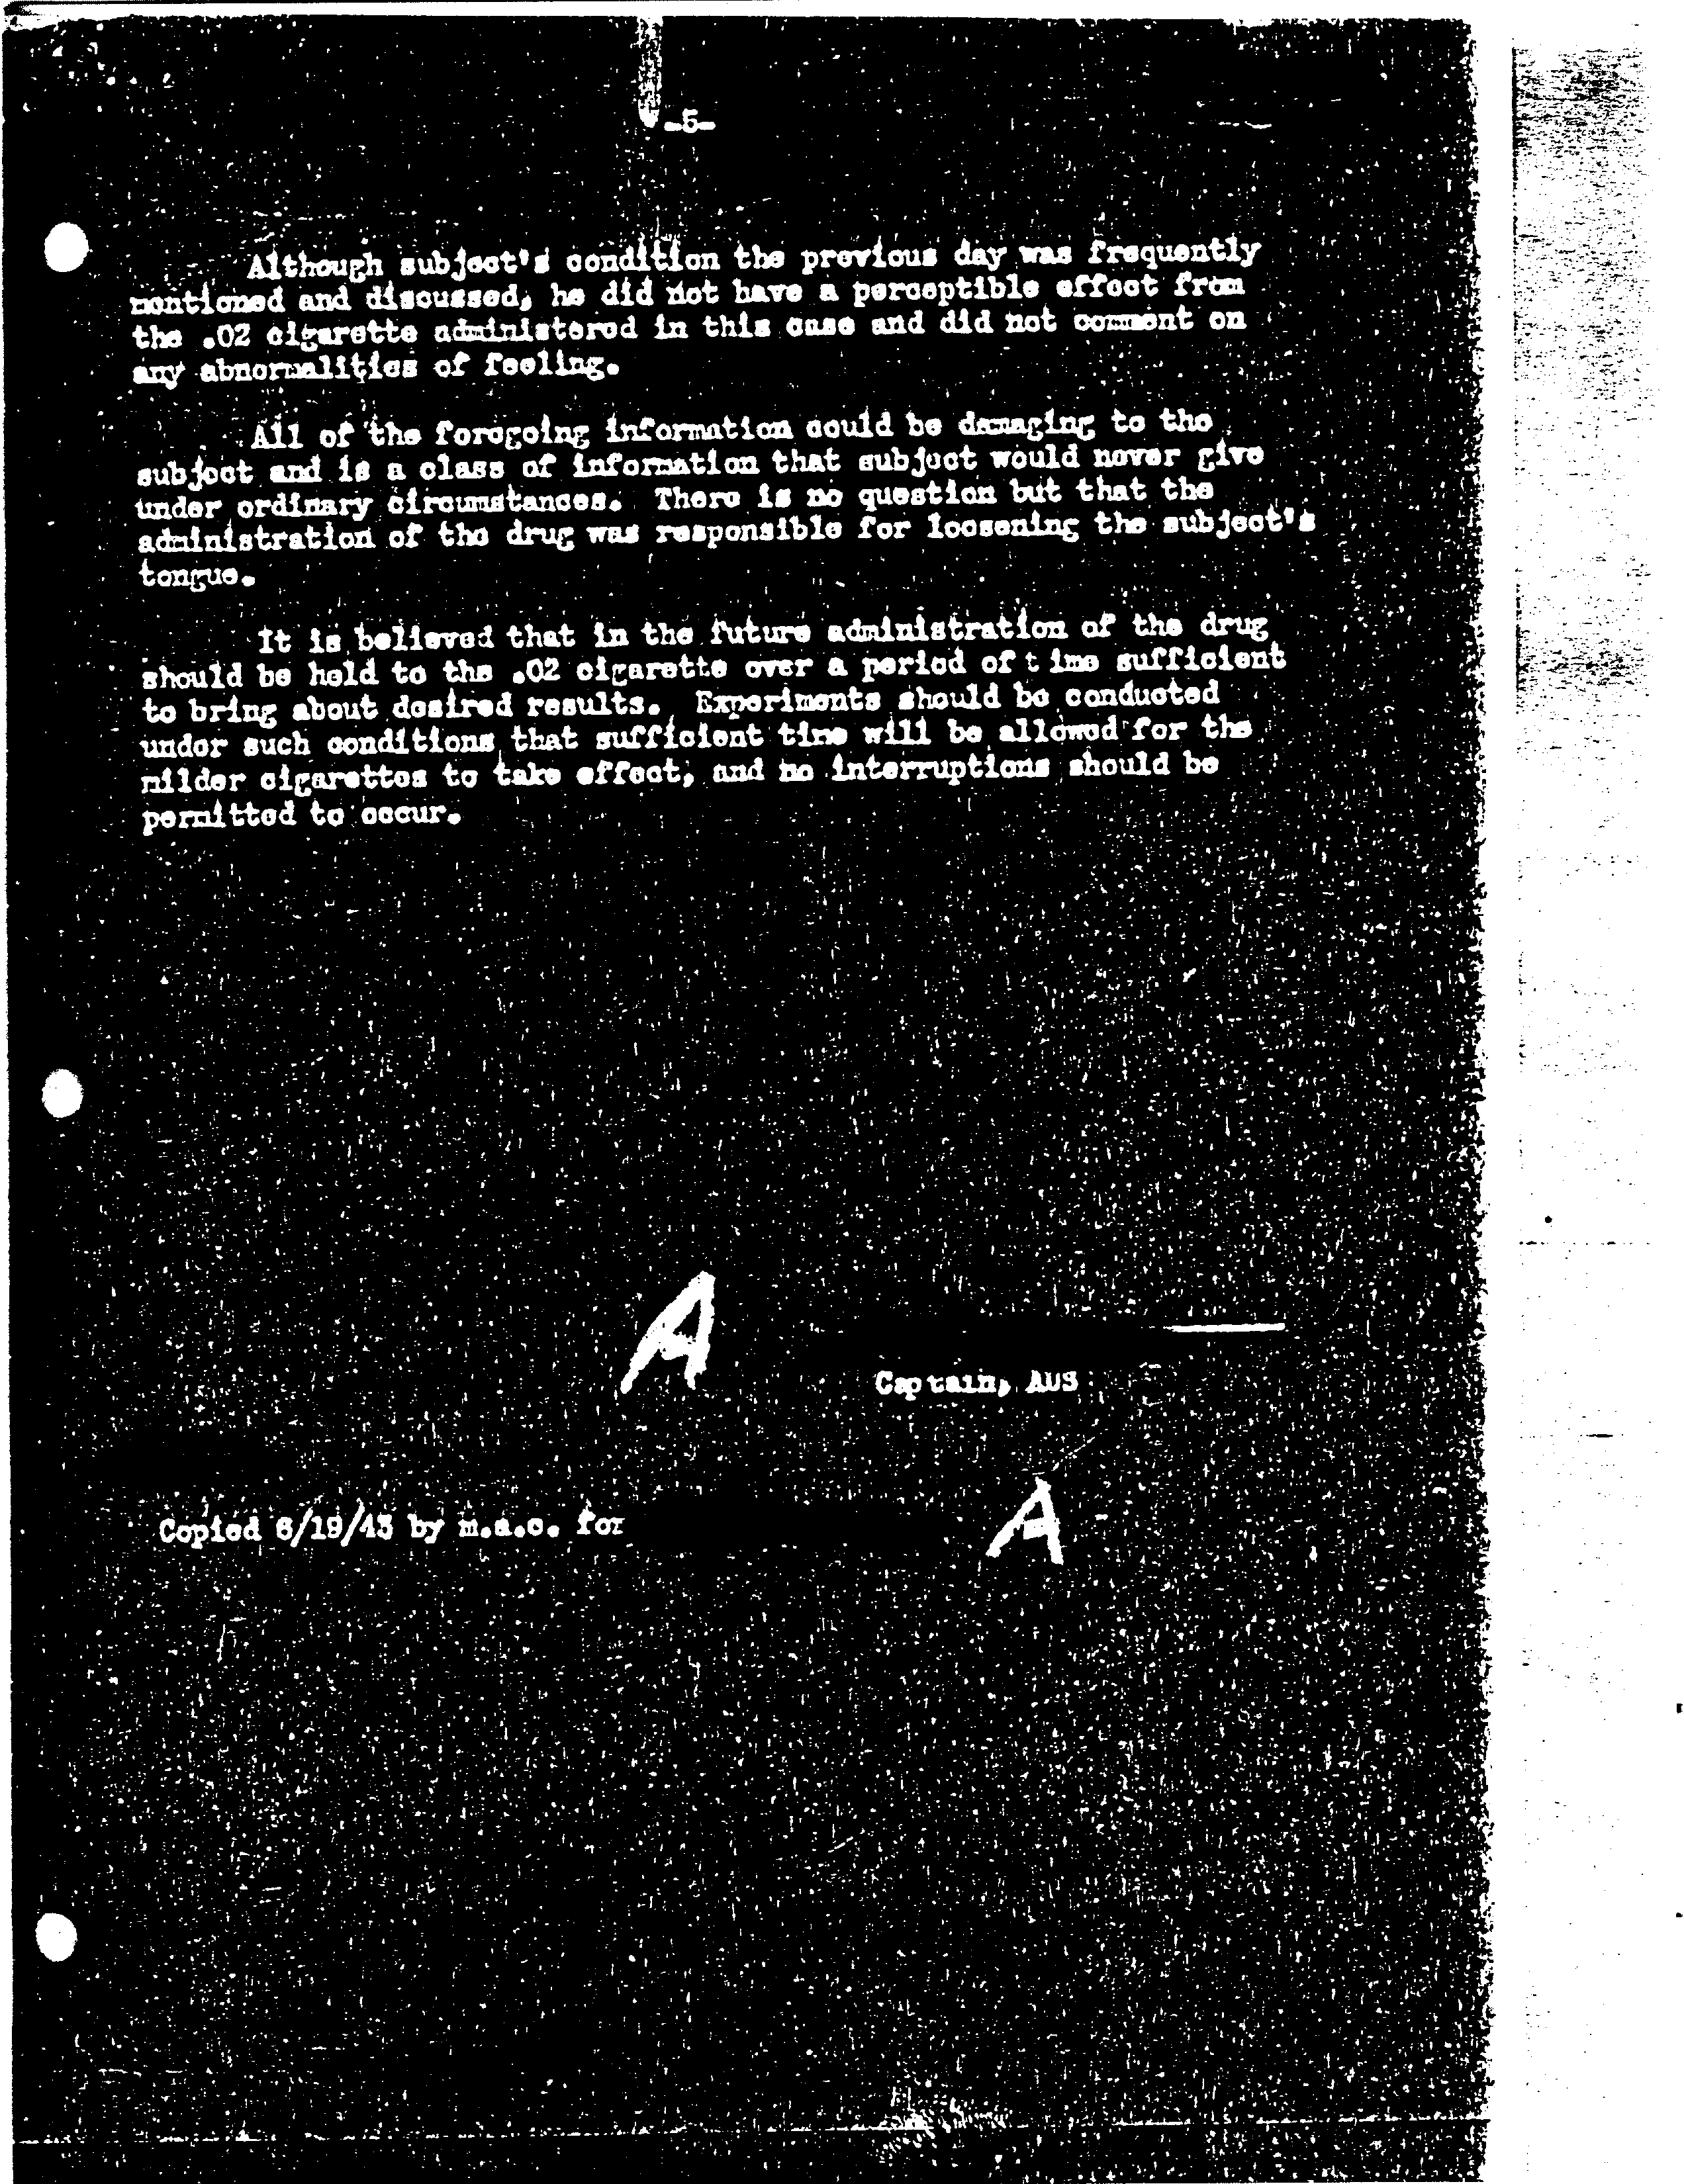 -5-
Although subject's condition the previous day was frequently
mentioned and discussed, he did not have a perceptible effect from
the .02 cigarette administered in this case and did not comment on
any abnormalities of feeling.
All of the foregoing information could be damaging to the
subject and is a class of information that subject would never give
under ordinary circumstances. There is no question but that the
administration of the drug was responsible for loosening the subject's
tongue.
It is believed that in the future administration of the drug
should be held to the .02 cigarette over a period of t ime sufficient
to bring about desired results. Experiments should be conducted
under such conditions that sufficient time will be allowed for the
milder cigarettes to take effect, and no interruptions should be
permitted to occur.
A
Captain, AUS
Copied 6/19/43 by m.a.c. for
A